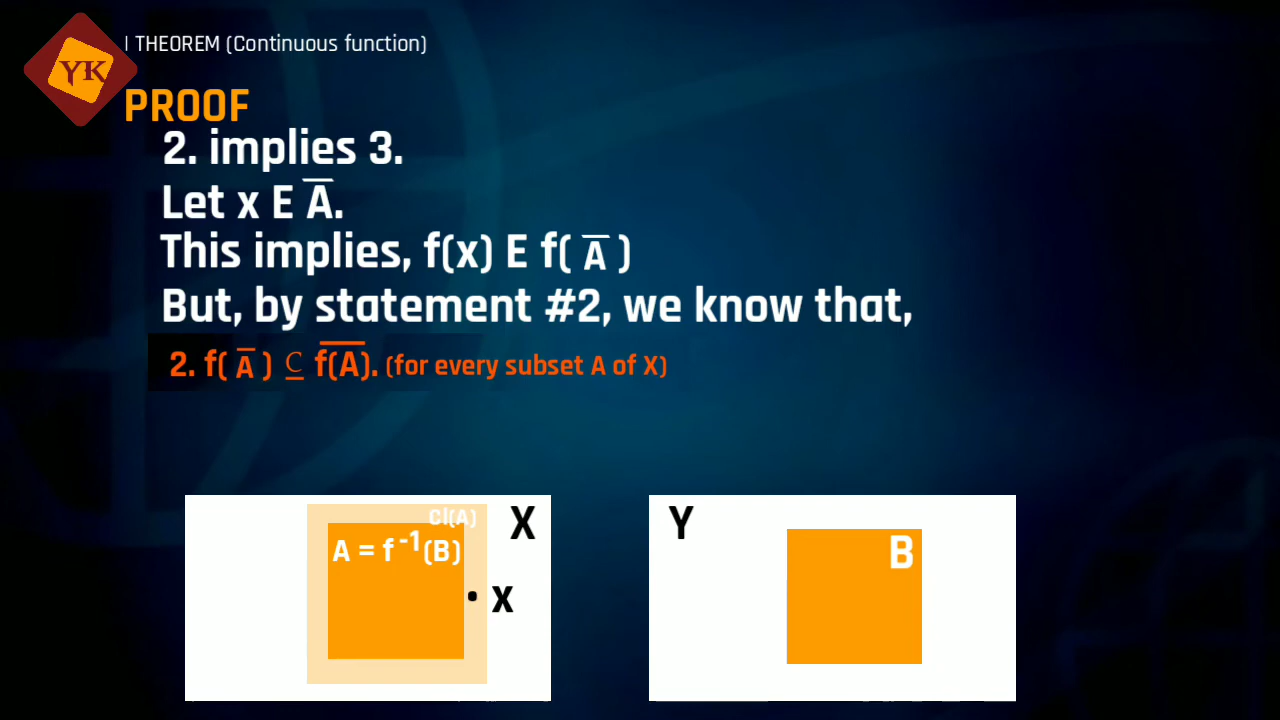 YK
| THEOREM (Continuous function)
PROOF
2. implies 3.
Let x E A̅.
This implies, f(x) E f( A̅ )
But, by statement #2, we know that,
2. f( A̅ ) ⊆ f̅(̅A̅)̅. (for every subset A of X)
Cl(A)
X
A = f⁻¹(B)
· x
Y
B